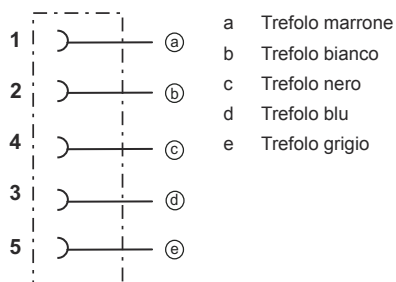 1 ⓐ
2 ⓑ
4 ⓒ
3 ⓓ
5 ⓔ
a Trefolo marrone
b Trefolo bianco
c Trefolo nero
d Trefolo blu
e Trefolo grigio